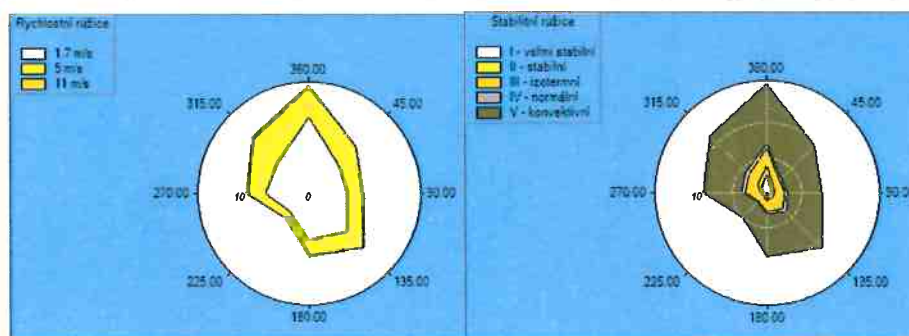 Rychlostní růžice
1.7 m/s
5 m/s
11 m/s
360.00
315.00
45.00
270.00
10
0
90.00
225.00
135.00
180.00
Stabilitní růžice
I - velmi stabilní
II - stabilní
III - izotermní
IV - normální
V - konvektivní
360.00
315.00
45.00
270.00
10
90.00
225.00
135.00
180.00